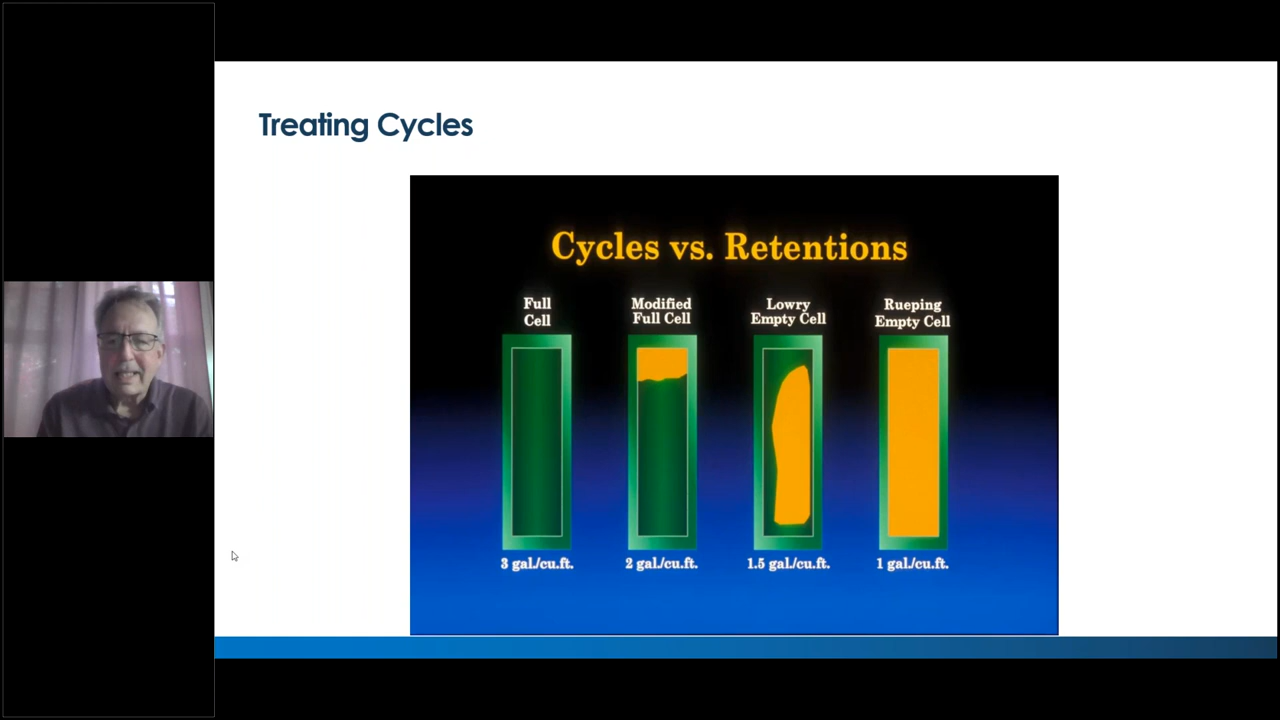 Treating Cycles
Cycles vs. Retentions
Full
Cell
Modified
Full Cell
Lowry
Empty Cell
Rueping
Empty Cell
3 gal./cu.ft.
2 gal./cu.ft.
1.5 gal./cu.ft.
1 gal./cu.ft.